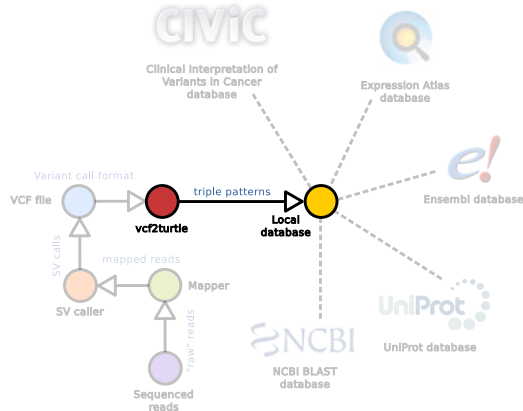 CIViC
Clinical Interpretation of
Variants in Cancer
database
Expression Atlas
database
e!
Ensembl database
Variant call format
VCF file
triple patterns
vcf2turtle
Local
database
SV calls
mapped reads
SV caller
Mapper
"raw" reads
Sequenced
reads
NCBI
NCBI BLAST
database
UniProt
UniProt database